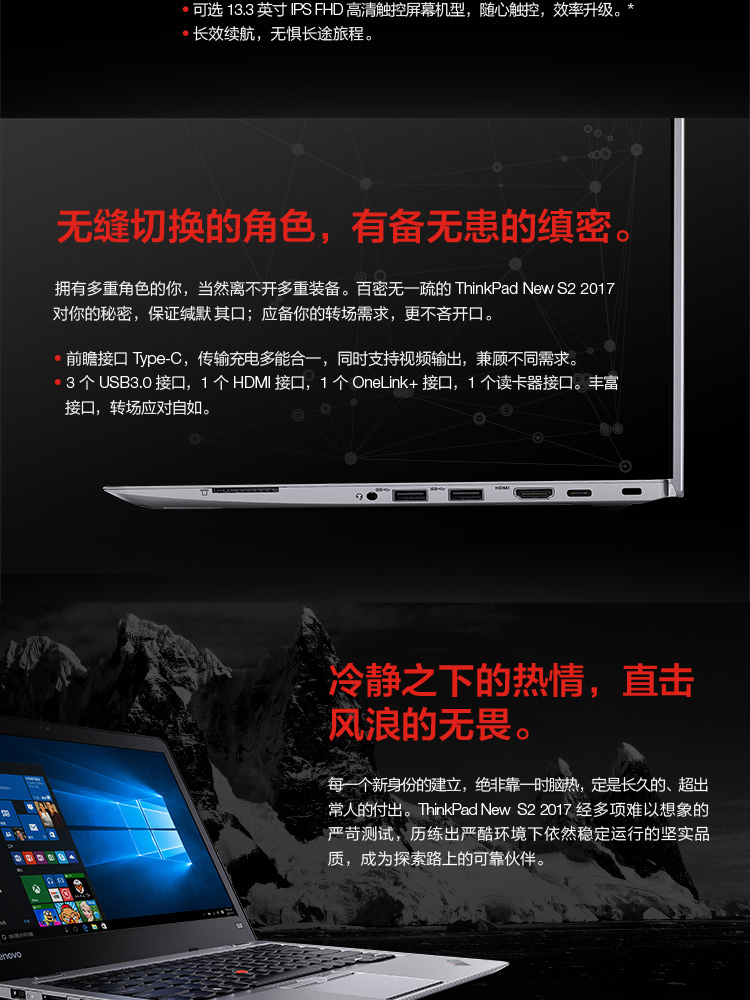 • 可选 13.3 英寸 IPS FHD 高清触控屏幕机型，随心触控，效率升级。*
• 长效续航，无惧长途旅程。
无缝切换的角色，有备无患的缜密。
拥有多重角色的你，当然离不开多重装备。百密无一疏的 ThinkPad New S2 2017
对你的秘密，保证缄默其口；应备你的转场需求，更不吝开口。
• 前瞻接口 Type-C，传输充电多能合一，同时支持视频输出，兼顾不同需求。
• 3 个 USB3.0 接口，1 个 HDMI 接口，1 个 OneLink+ 接口，1 个读卡器接口。丰富
接口，转场应对自如。
HDMI
冷静之下的热情，直击
风浪的无畏。
每一个新身份的建立，绝非靠一时脑热，定是长久的、超出
常人的付出。ThinkPad New S2 2017 经多项难以想象的
严苛测试，历练出严酷环境下依然稳定运行的坚实品
质，成为探索路上的可靠伙伴。
enovo